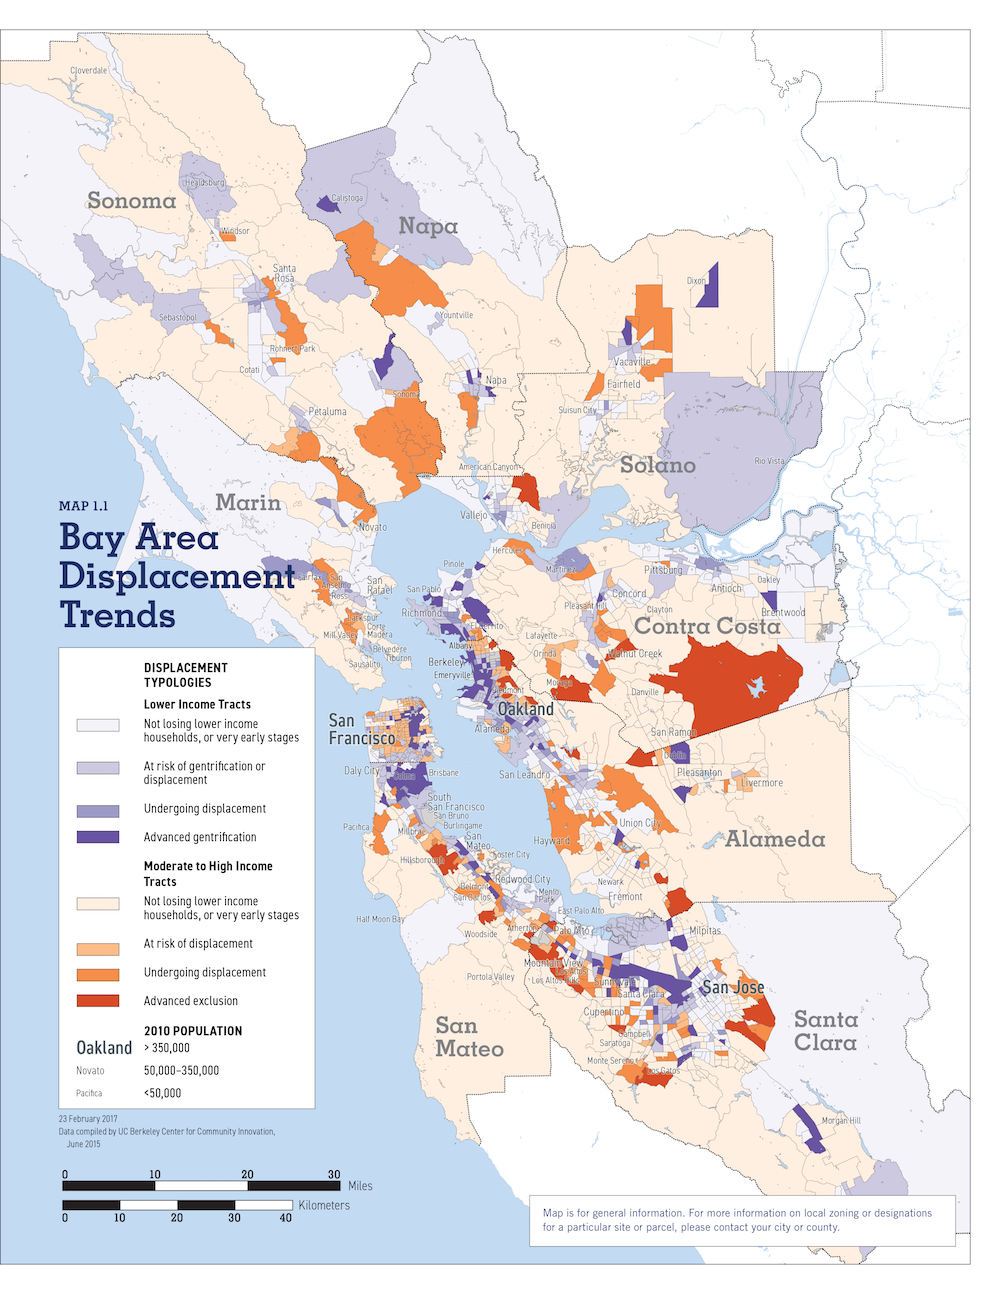 MAP 1.1
Bay Area
Displacement
Trends
DISPLACEMENT
TYPOLOGIES
Lower Income Tracts
Not losing lower income
households, or very early stages
At risk of gentrification or
displacement
Undergoing displacement
Advanced gentrification
Moderate to High Income
Tracts
Not losing lower income
households, or very early stages
At risk of displacement
Undergoing displacement
Advanced exclusion
2010 POPULATION
Oakland > 350,000
Novato 50,000–350,000
Pacifica <50,000
23 February 2017
Data compiled by UC Berkeley Center for Community Innovation,
June 2015
0 10 20 30
Miles
Kilometers
0 10 20 30 40
Map is for general information. For more information on local zoning or designations
for a particular site or parcel, please contact your city or county.
Cloverdale
Healdsburg
Sonoma
Calistoga
Napa
Windsor
Santa
Rosa
Dixon
Sebastopol
Yountville
Rohnert Park
Cotati
Vacaville
Napa
Fairfield
Sonoma
Petaluma
Suisun City
American Canyon
Solano
Rio Vista
Marin
Novato
Vallejo
Benicia
Hercules
Pinole
Martinez
Pittsburg
Oakley
Antioch
Fairfax
San
Anselmo
Ross
San
Rafael
San Pablo
Richmond
Concord
Pleasant Hill
Clayton
Brentwood
Larkspur
Corte
Madera
Mill Valley
El Cerrito
Contra Costa
Albany
Lafayette
Orinda
Walnut Creek
Belvedere
Tiburon
Sausalito
Berkeley
Emeryville
Piedmont
Moraga
Danville
Oakland
San
Francisco
Alameda
San Ramon
Dublin
Daly City
Colma
Brisbane
San Leandro
Pleasanton
Livermore
South
San Francisco
San Bruno
Burlingame
Pacifica
Millbrae
San
Mateo
Union City
Hayward
Alameda
Hillsborough
Foster City
Belmont
San Carlos
Redwood City
Menlo
Park
Newark
Fremont
Half Moon Bay
East Palo Alto
Atherton
Palo Alto
Woodside
Milpitas
Mountain View
Los Altos
Los Altos Hills
Portola Valley
Sunnyvale
Santa Clara
San Jose
Cupertino
San
Mateo
Santa
Clara
Campbell
Saratoga
Monte Sereno
Los Gatos
Morgan Hill